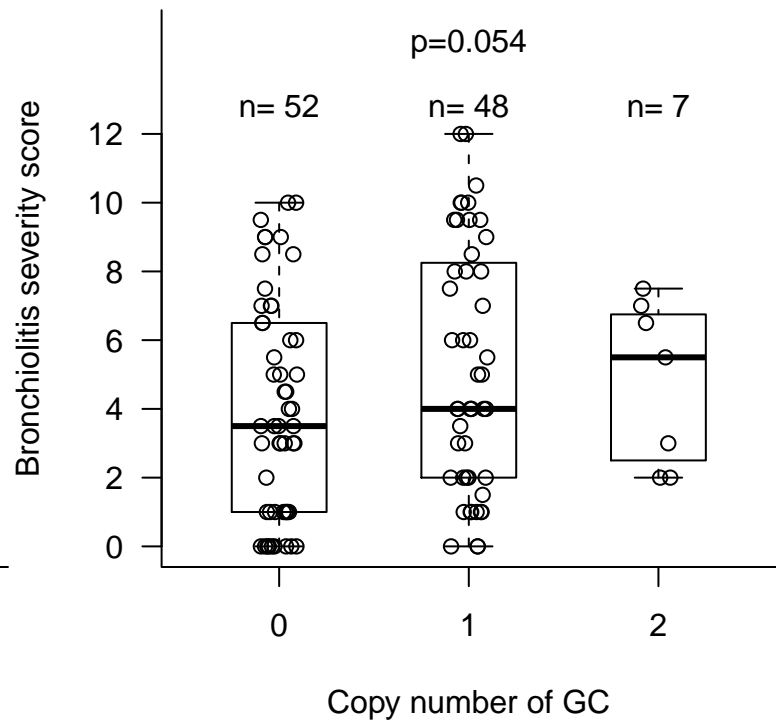 p=0.054
n= 52 n= 48 n= 7
Bronchiolitis severity score
12
10
8
6
4
2
0
0 1 2
Copy number of GC